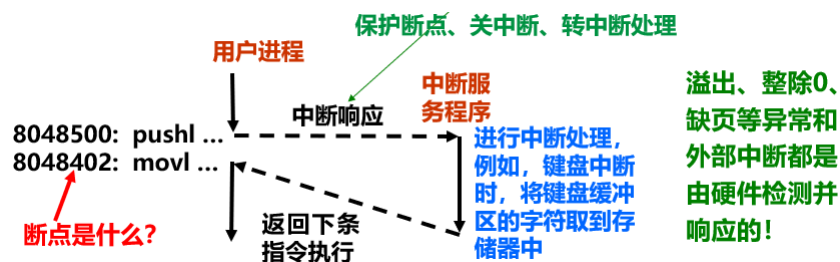 保护断点、关中断、转中断处理
用户进程
中断响应
中断服
务程序
8048500: pushl ...
8048402: movl ...
断点是什么?
返回下条
指令执行
进行中断处理,
例如,键盘中断
时,将键盘缓冲
区的字符取到存
储器中
溢出、整除0、
缺页等异常和
外部中断都是
由硬件检测并
响应的!